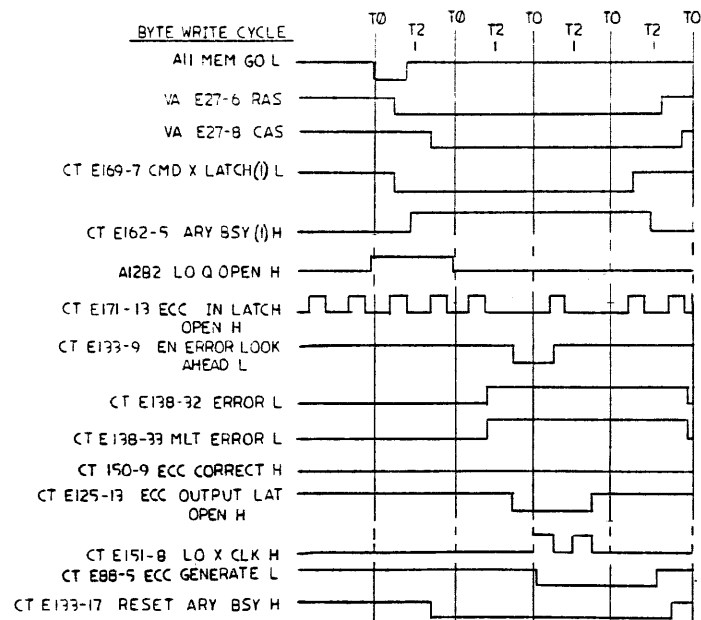 TØ TØ TO TO TO
BYTE WRITE CYCLE T2 T2 T2 T2
A11 MEM GO L
VA E27-6 RAS
VA E27-8 CAS
CT E169-7 CMD X LATCH(1) L
CT E162-5 ARY BSY(1) H
A12B2 LO Q OPEN H
CT E171-13 ECC IN LATCH
OPEN H
CT E133-9 EN ERROR LOOK
AHEAD L
CT E138-32 ERROR L
CT E138-33 MLT ERROR L
CT 150-9 ECC CORRECT H
CT E125-13 ECC OUTPUT LAT
OPEN H
CT E151-8 LO X CLK H
CT E88-5 ECC GENERATE L
CT E133-17 RESET ARY BSY H